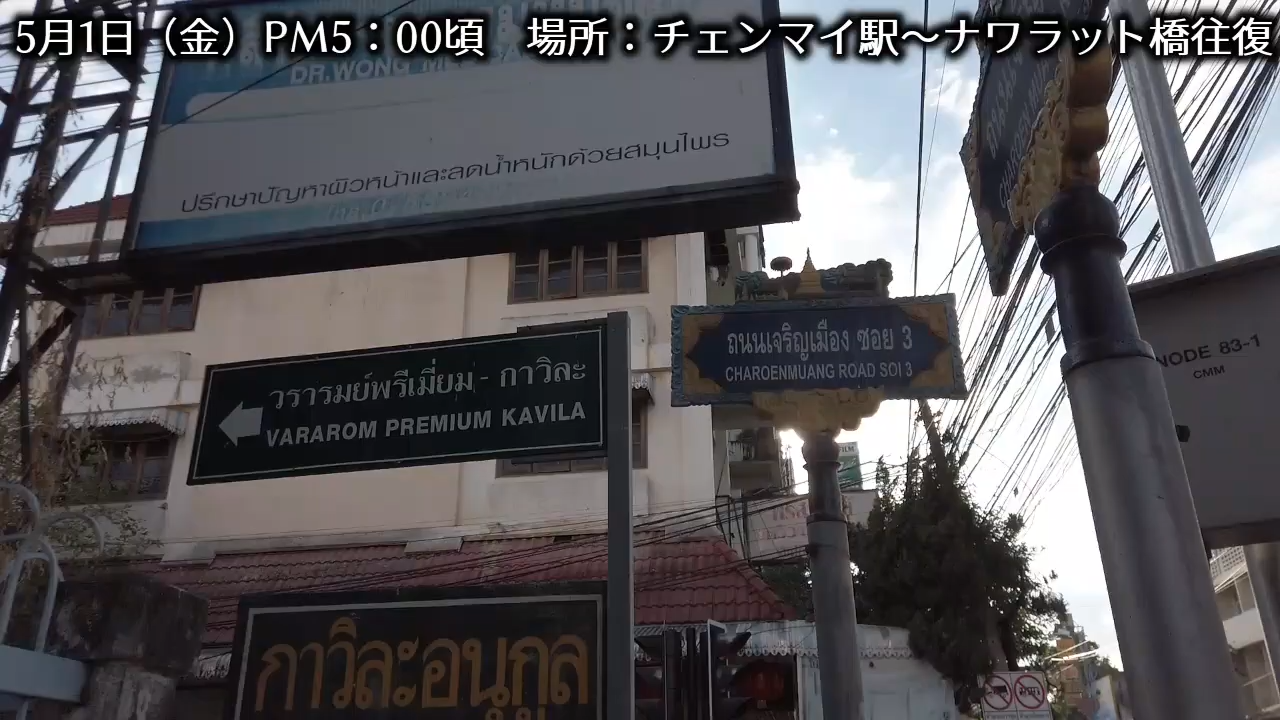 5月1日（金）PM5：00頃　場所：チェンマイ駅～ナワラット橋往復
DR.WONG
ปรึกษาปัญหาผิวหน้าและลดน้ำหนักด้วยสมุนไพร
ถนนเจริญเมือง ซอย 3
CHAROENMUANG ROAD SOI 3
วรารมย์พรีเมี่ยม - กาวิละ
VARAROM PREMIUM KAVILA
NODE 83-1
CMM
กาวิละอนุกูล